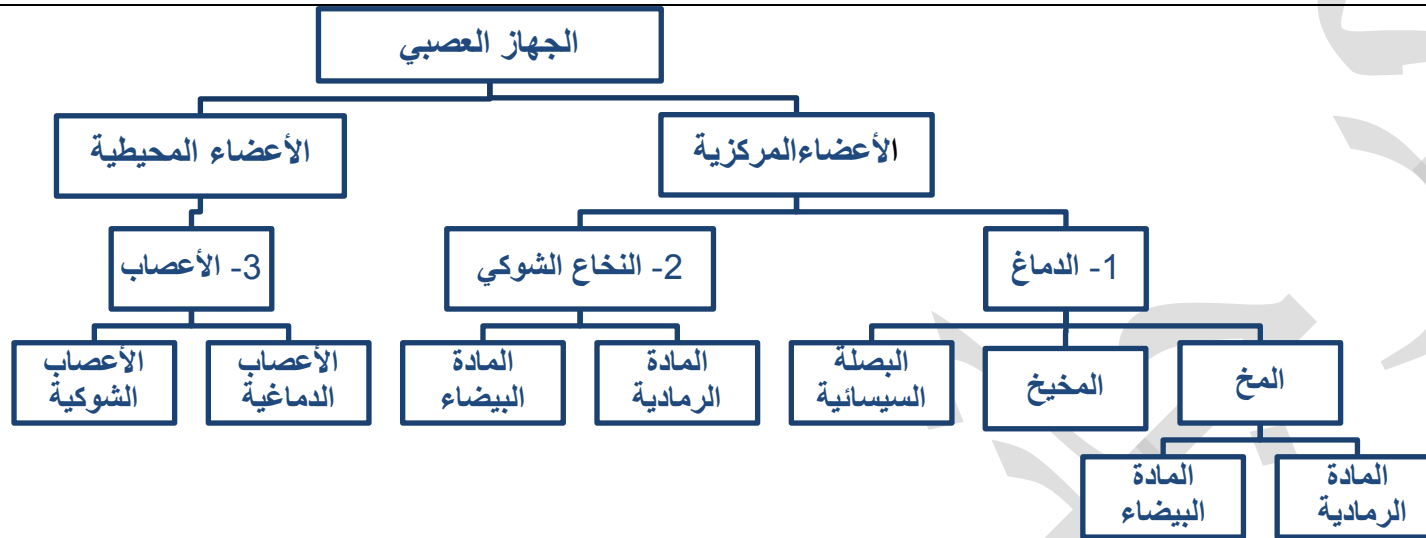 الجهاز العصبي
الأعضاءالمركزية
الأعضاء المحيطية
1- الدماغ
2- النخاع الشوكي
3- الأعصاب
المخ
المخيخ
البصلة
السيسائية
المادة
الرمادية
المادة
البيضاء
الأعصاب
الدماغية
الأعصاب
الشوكية
المادة
الرمادية
المادة
البيضاء